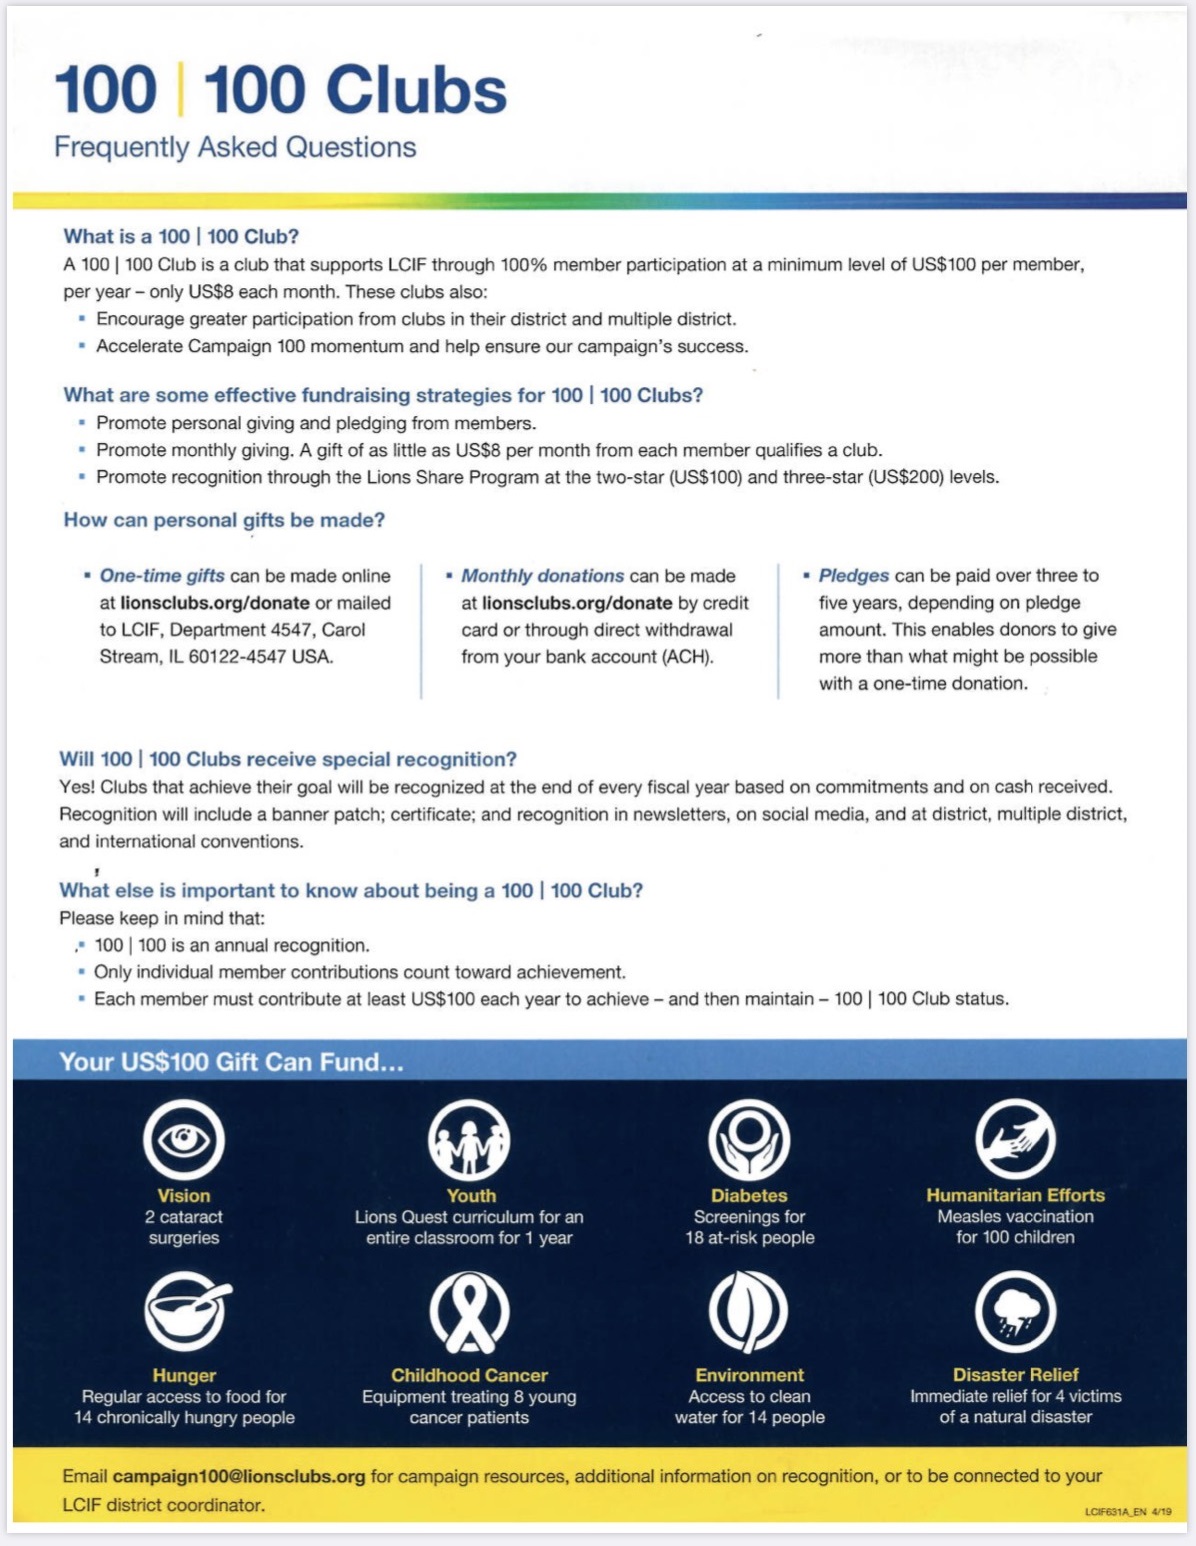 100 | 100 Clubs
Frequently Asked Questions
What is a 100 | 100 Club?
A 100 | 100 Club is a club that supports LCIF through 100% member participation at a minimum level of US$100 per member,
per year – only US$8 each month. These clubs also:
▪ Encourage greater participation from clubs in their district and multiple district.
▪ Accelerate Campaign 100 momentum and help ensure our campaign's success.
What are some effective fundraising strategies for 100 | 100 Clubs?
▪ Promote personal giving and pledging from members.
▪ Promote monthly giving. A gift of as little as US$8 per month from each member qualifies a club.
▪ Promote recognition through the Lions Share Program at the two-star (US$100) and three-star (US$200) levels.
How can personal gifts be made?
▪ One-time gifts can be made online
at lionsclubs.org/donate or mailed
to LCIF, Department 4547, Carol
Stream, IL 60122-4547 USA.
▪ Monthly donations can be made
at lionsclubs.org/donate by credit
card or through direct withdrawal
from your bank account (ACH).
▪ Pledges can be paid over three to
five years, depending on pledge
amount. This enables donors to give
more than what might be possible
with a one-time donation.
Will 100 | 100 Clubs receive special recognition?
Yes! Clubs that achieve their goal will be recognized at the end of every fiscal year based on commitments and on cash received.
Recognition will include a banner patch; certificate; and recognition in newsletters, on social media, and at district, multiple district,
and international conventions.
What else is important to know about being a 100 | 100 Club?
Please keep in mind that:
▪ 100 | 100 is an annual recognition.
▪ Only individual member contributions count toward achievement.
▪ Each member must contribute at least US$100 each year to achieve – and then maintain – 100 | 100 Club status.
Your US$100 Gift Can Fund...
Vision
2 cataract
surgeries
Youth
Lions Quest curriculum for an
entire classroom for 1 year
Diabetes
Screenings for
18 at-risk people
Humanitarian Efforts
Measles vaccination
for 100 children
Hunger
Regular access to food for
14 chronically hungry people
Childhood Cancer
Equipment treating 8 young
cancer patients
Environment
Access to clean
water for 14 people
Disaster Relief
Immediate relief for 4 victims
of a natural disaster
Email campaign100@lionsclubs.org for campaign resources, additional information on recognition, or to be connected to your
LCIF district coordinator.
LCIF631A_EN 4/19